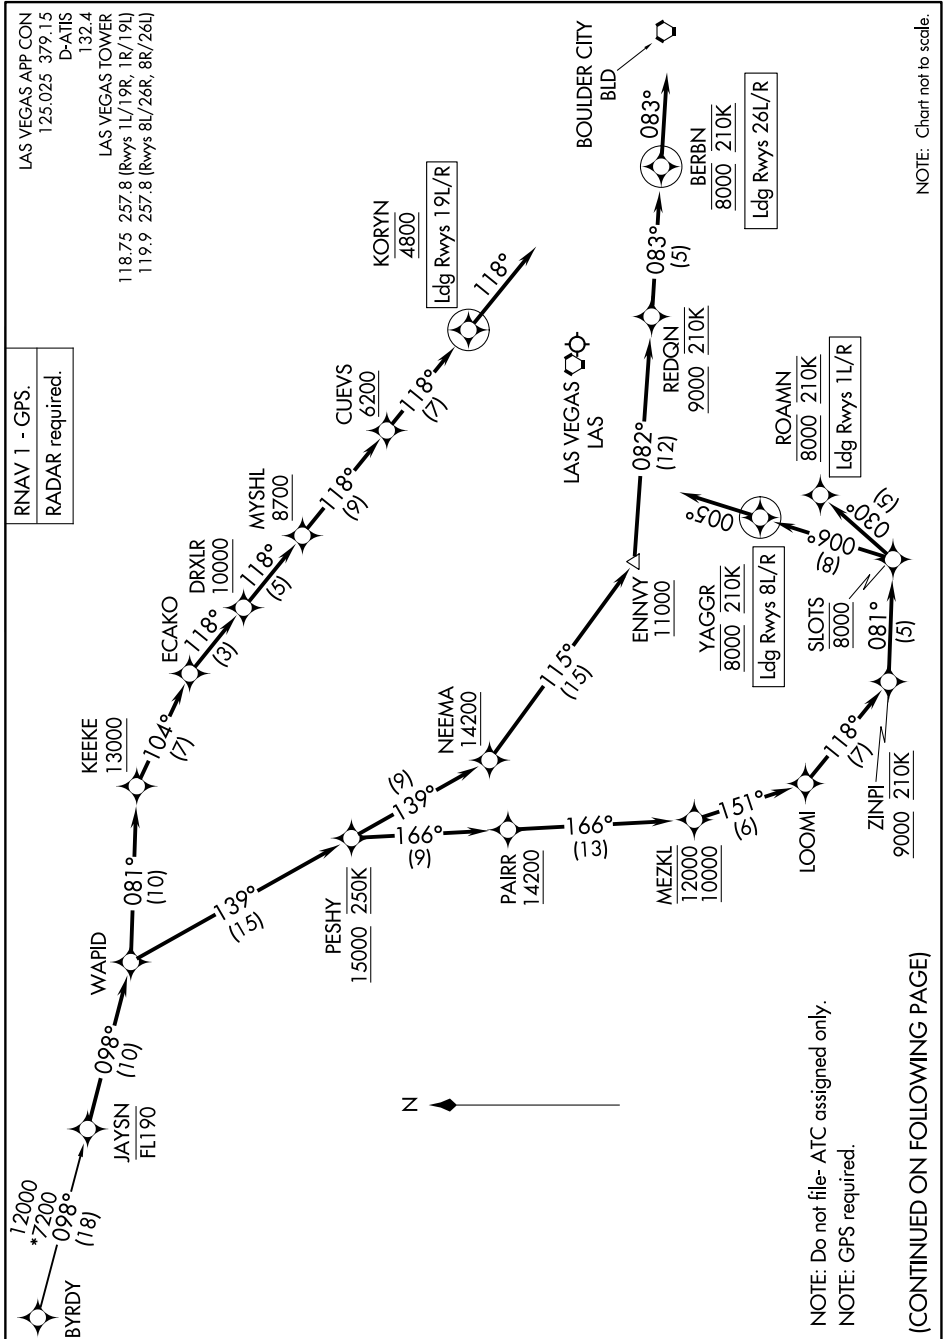 RNAV 1 - GPS.
RADAR required.
LAS VEGAS APP CON
125.025 379.15
D-ATIS
132.4
LAS VEGAS TOWER
118.75 257.8 (Rwys 1L/19R, 1R/19L)
119.9 257.8 (Rwys 8L/26R, 8R/26L)
12000
*7200
098°
(18)
BYRDY
JAYSN
FL190
098°
(10)
WAPID
081°
(10)
KEEKE
13000
104°
(7)
ECAKO
118°
(3)
DRXLR
10000
118°
(5)
MYSHL
8700
118°
(9)
CUEVS
6200
118°
(7)
KORYN
4800
Ldg Rwys 19L/R
118°
139°
(15)
PESHY
15000 250K
139°
(9)
NEEMA
14200
115°
(15)
ENNVY
11000
082°
(12)
LAS VEGAS
LAS
REDQN
9000 210K
083°
(5)
BERBN
8000 210K
Ldg Rwys 26L/R
083°
BOULDER CITY
BLD
166°
(9)
PAIRR
14200
166°
(13)
MEZKL
12000
10000
151°
(6)
LOOMI
118°
(7)
ZINPI
9000 210K
081°
(5)
SLOTS
8000
006°
(8)
YAGGR
8000 210K
Ldg Rwys 8L/R
005°
030°
(5)
ROAMN
8000 210K
Ldg Rwys 1L/R
N
NOTE: Do not file- ATC assigned only.
NOTE: GPS required.
(CONTINUED ON FOLLOWING PAGE)
NOTE: Chart not to scale.